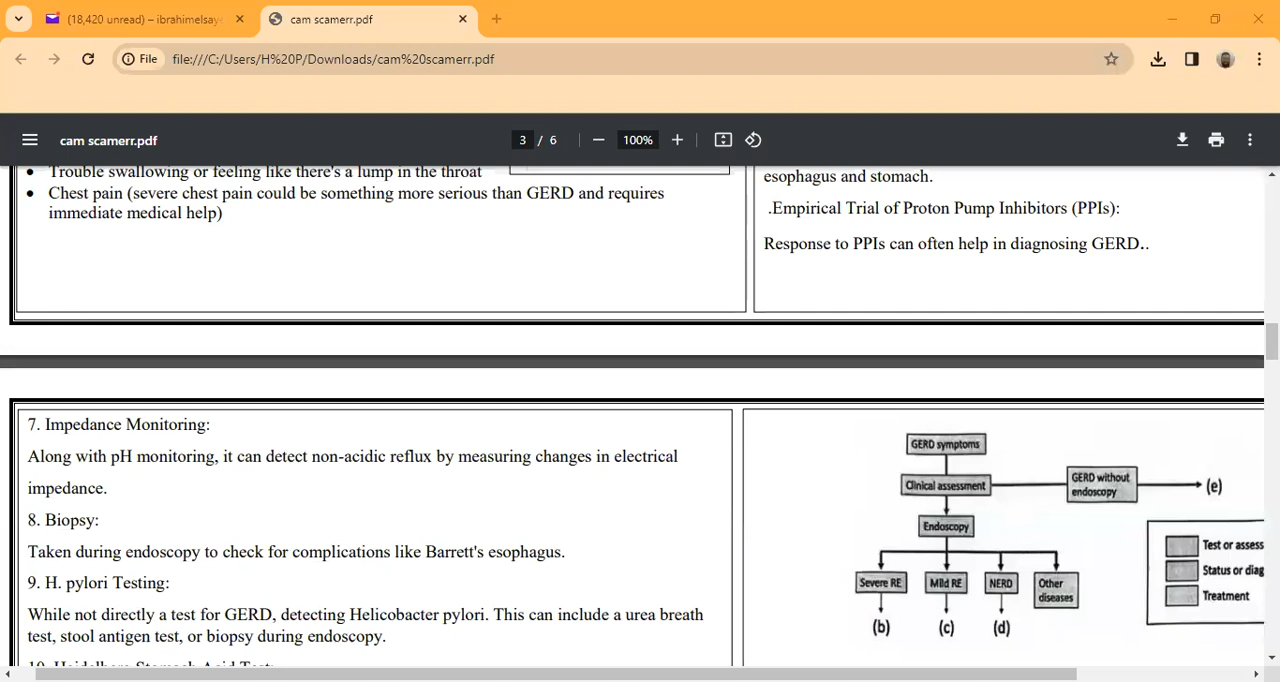 (18,420 unread) – ibrahimelsay
cam scamerr.pdf
File
file:///C:/Users/H%20P/Downloads/cam%20scamerr.pdf
cam scamerr.pdf
3 / 6
100%
Trouble swallowing or feeling like there's a lump in the throat
Chest pain (severe chest pain could be something more serious than GERD and requires
immediate medical help)
esophagus and stomach.
.Empirical Trial of Proton Pump Inhibitors (PPIs):
Response to PPIs can often help in diagnosing GERD..
7. Impedance Monitoring:
Along with pH monitoring, it can detect non-acidic reflux by measuring changes in electrical
impedance.
8. Biopsy:
Taken during endoscopy to check for complications like Barrett's esophagus.
9. H. pylori Testing:
While not directly a test for GERD, detecting Helicobacter pylori. This can include a urea breath
test, stool antigen test, or biopsy during endoscopy.
10. Heidelberg Stomach Acid Test:
GERD symptoms
Clinical assessment
GERD without
endoscopy
(e)
Endoscopy
Severe RE
Mild RE
NERD
Other
diseases
(b)
(c)
(d)
Test or assess
Status or diag
Treatment